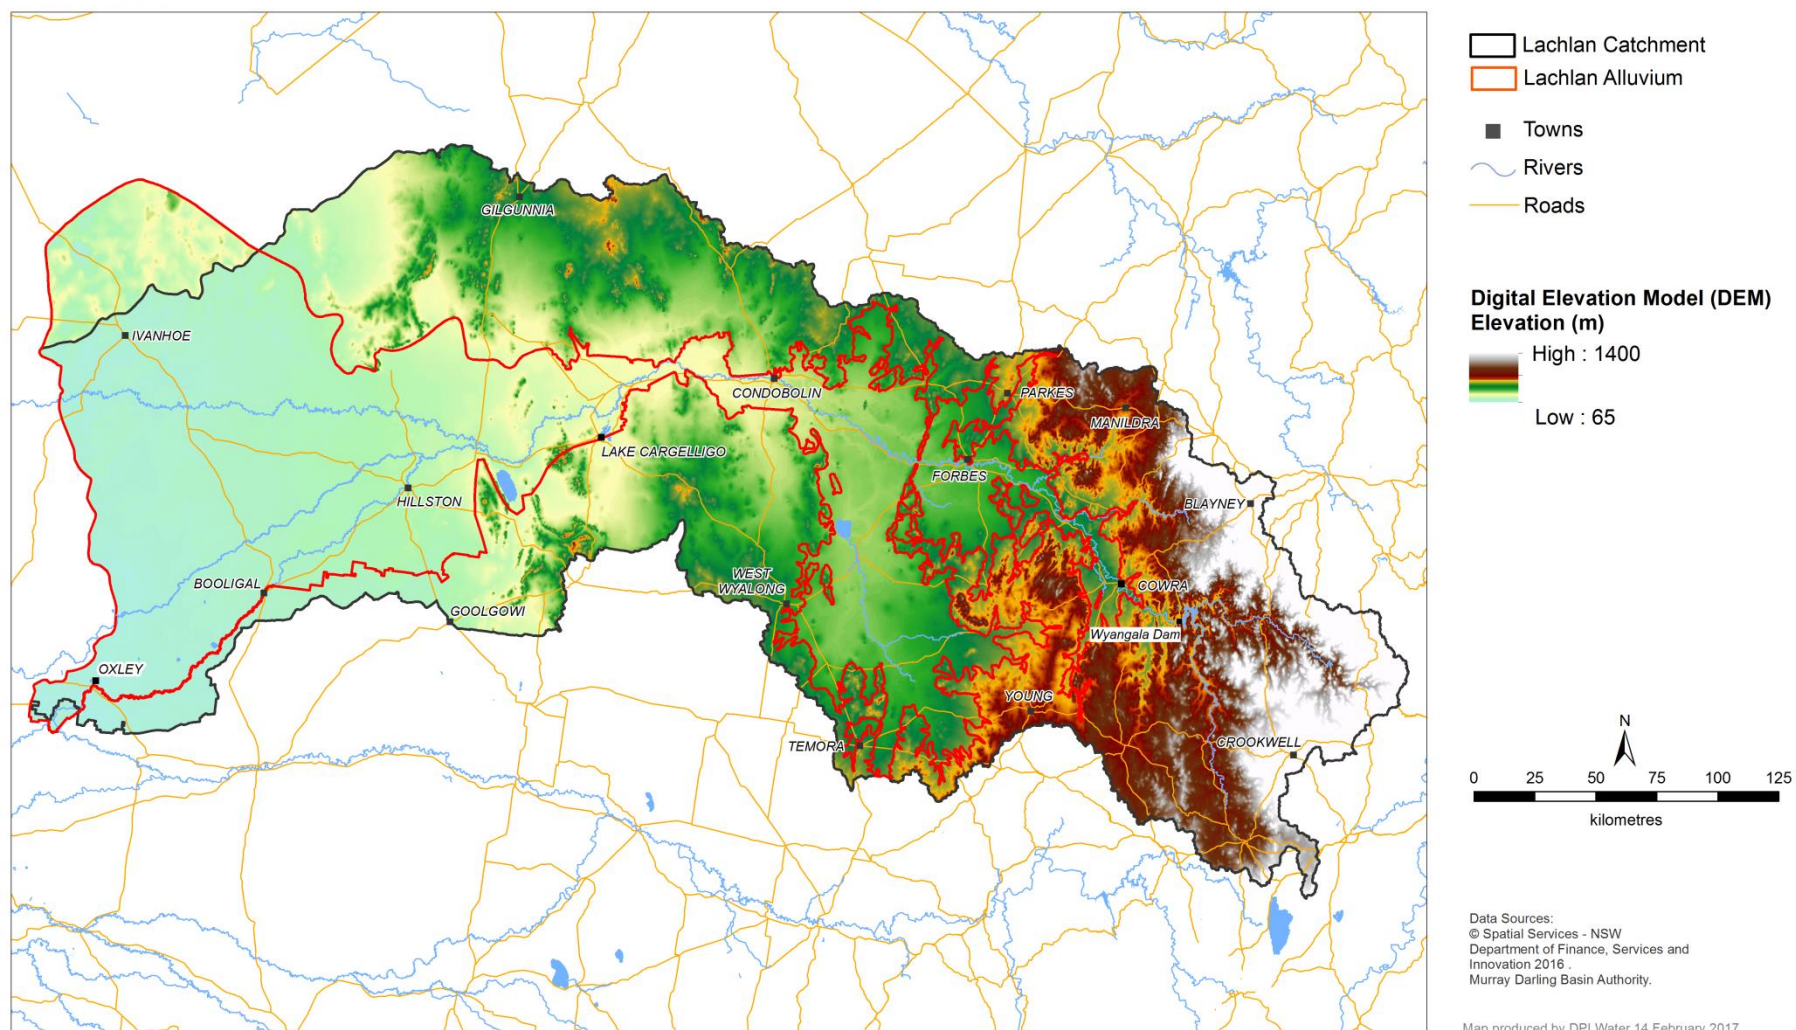 GILGUNNIA
IVANHOE
CONDOBOLIN
PARKES
MANILDRA
LAKE CARGELLIGO
FORBES
HILLSTON
BLAYNEY
BOOLIGAL
WEST
WYALONG
COWRA
GOOLGOWI
Wyangala Dam
OXLEY
YOUNG
TEMORA
CROOKWELL
Lachlan Catchment
Lachlan Alluvium
Towns
Rivers
Roads
Digital Elevation Model (DEM)
Elevation (m)
High : 1400
Low : 65
N
0 25 50 75 100 125
kilometres
Data Sources:
© Spatial Services - NSW
Department of Finance, Services and
Innovation 2016 .
Murray Darling Basin Authority.
Map produced by DPI Water 14 February 2017